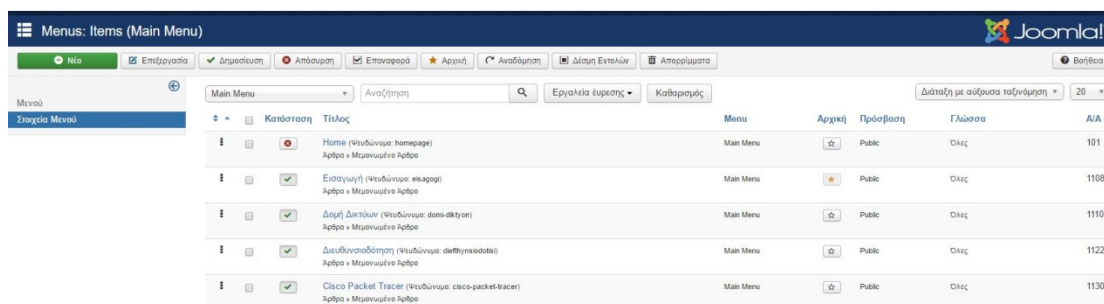 Menus: Items (Main Menu) Joomla!
Νέο Επεξεργασία Δημοσίευση Απόσυρση Επαναφορά Αρχική Αναδόμηση Δέσμη Εντολών Απορρίμματα Βοήθεια
Μενού
Στοιχεία Μενού
Main Menu Αναζήτηση Εργαλεία έυρεσης Καθαρισμός Διάταξη με αύξουσα ταξινόμηση 20
Κατάσταση Τίτλος Menu Αρχική Πρόσβαση Γλώσσα Α/Α
Home (Ψευδώνυμο: homepage) Main Menu Public Όλες 101
Άρθρα » Μεμονωμένο Άρθρο
Εισαγωγή (Ψευδώνυμο: eisagogi) Main Menu Public Όλες 1108
Άρθρα » Μεμονωμένο Άρθρο
Δομή Δικτύων (Ψευδώνυμο: domi-diktyon) Main Menu Public Όλες 1110
Άρθρα » Μεμονωμένο Άρθρο
Διευθυνσιοδότηση (Ψευδώνυμο: diefthynsiodotisi) Main Menu Public Όλες 1122
Άρθρα » Μεμονωμένο Άρθρο
Cisco Packet Tracer (Ψευδώνυμο: cisco-packet-tracer) Main Menu Public Όλες 1130
Άρθρα » Μεμονωμένο Άρθρο